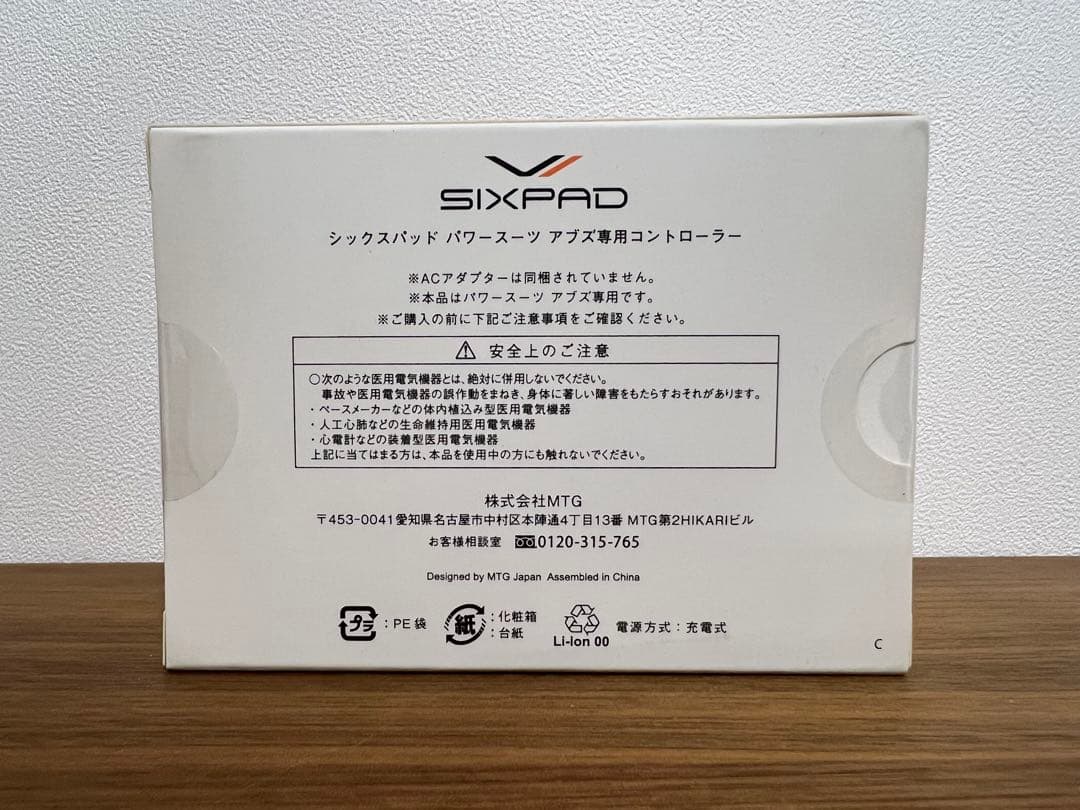 SIXPAD
シックスパッド パワースーツ アブズ専用コントローラー
※ACアダプターは同梱されていません。
※本品はパワースーツ アブズ専用です。
※ご購入の前に下記ご注意事項をご確認ください。
安全上のご注意
○次のような医用電気機器とは、絶対に併用しないでください。
事故や医用電気機器の誤作動をまねき、身体に著しい障害をもたらすおそれがあります。
・ペースメーカーなどの体内植込み型医用電気機器
・人工心肺などの生命維持用医用電気機器
・心電計などの装着型医用電気機器
上記に当てはまる方は、本品を使用中の方にも触れないでください。
株式会社MTG
〒453-0041 愛知県名古屋市中村区本陣通4丁目13番 MTG第2HIKARIビル
お客様相談室 0120-315-765
Designed by MTG Japan Assembled in China
プラ : PE袋 紙 : 化粧箱 : 台紙 Li-ion 00 電源方式 : 充電式
C